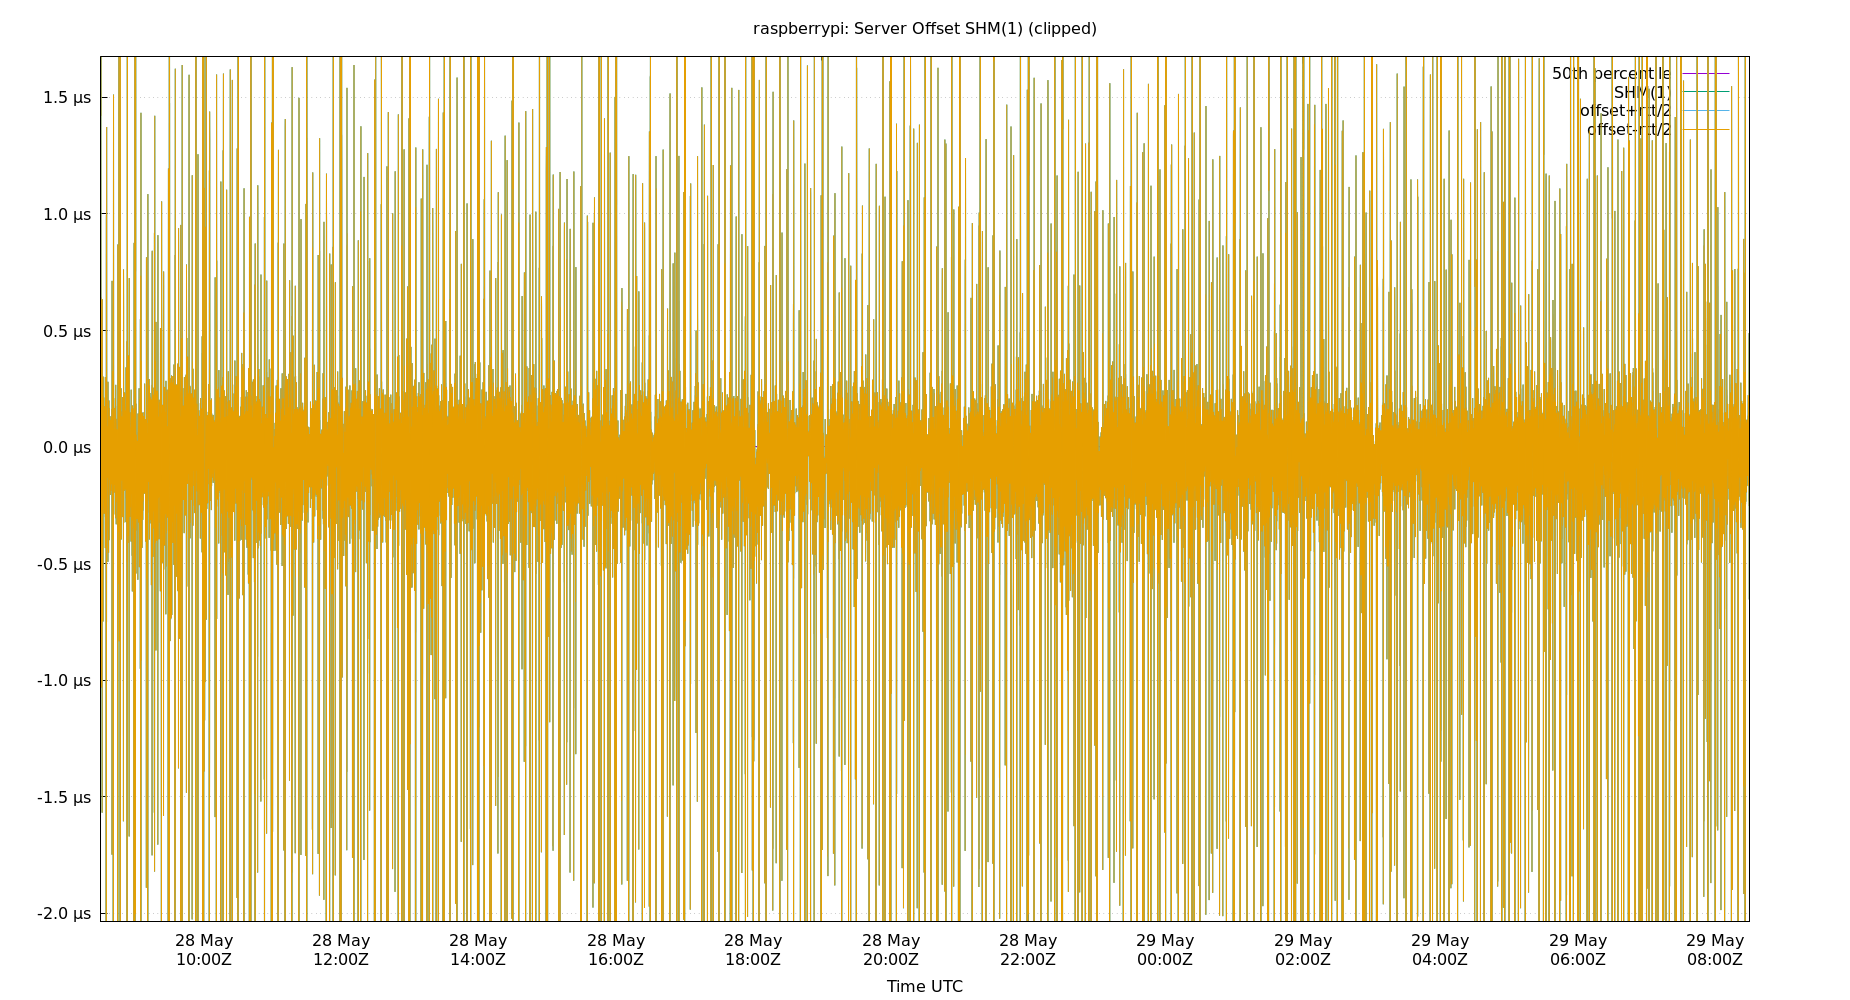 raspberrypi: Server Offset SHM(1) (clipped)
50th percentile
SHM(1)
offset+rtt/2
offset-rtt/2
1.5 µs
1.0 µs
0.5 µs
0.0 µs
-0.5 µs
-1.0 µs
-1.5 µs
-2.0 µs
28 May 28 May 28 May 28 May 28 May 28 May 28 May 29 May 29 May 29 May 29 May 29 May
10:00Z 12:00Z 14:00Z 16:00Z 18:00Z 20:00Z 22:00Z 00:00Z 02:00Z 04:00Z 06:00Z 08:00Z
Time UTC